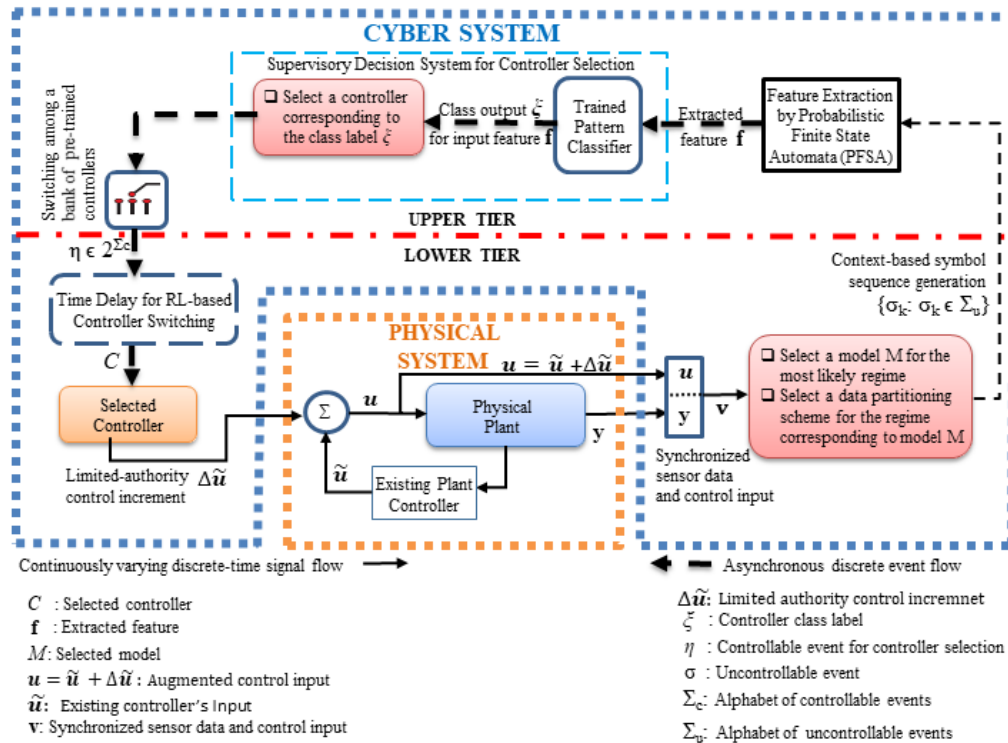 CYBER SYSTEM
Supervisory Decision System for Controller Selection
Switching among a
bank of pre-trained
controllers
❑ Select a controller
corresponding to
the class label ξ
Class output ξ
for input feature f
Trained
Pattern
Classifier
Extracted
feature f
Feature Extraction
by Probabilistic
Finite State
Automata (PFSA)
UPPER TIER
LOWER TIER
η ϵ 2^Σc
Time Delay for RL-based
Controller Switching
C
Selected
Controller
Limited-authority
control increment
Δũ
PHYSICAL
SYSTEM
u = ũ +Δũ
Σ
u
Physical
Plant
y
ũ
Existing Plant
Controller
u
y
v
Synchronized
sensor data
and control input
Context-based symbol
sequence generation
{σk: σk ϵ Σu}
❑ Select a model M for the
most likely regime
❑ Select a data partitioning
scheme for the regime
corresponding to model M
Continuously varying discrete-time signal flow
Asynchronous discrete event flow
C : Selected controller
f : Extracted feature
M: Selected model
u = ũ + Δũ : Augmented control input
ũ: Existing controller's Input
v: Synchronized sensor data and control input
Δũ: Limited authority control incremnet
ξ : Controller class label
η : Controllable event for controller selection
σ : Uncontrollable event
Σc: Alphabet of controllable events
Σu: Alphabet of uncontrollable events